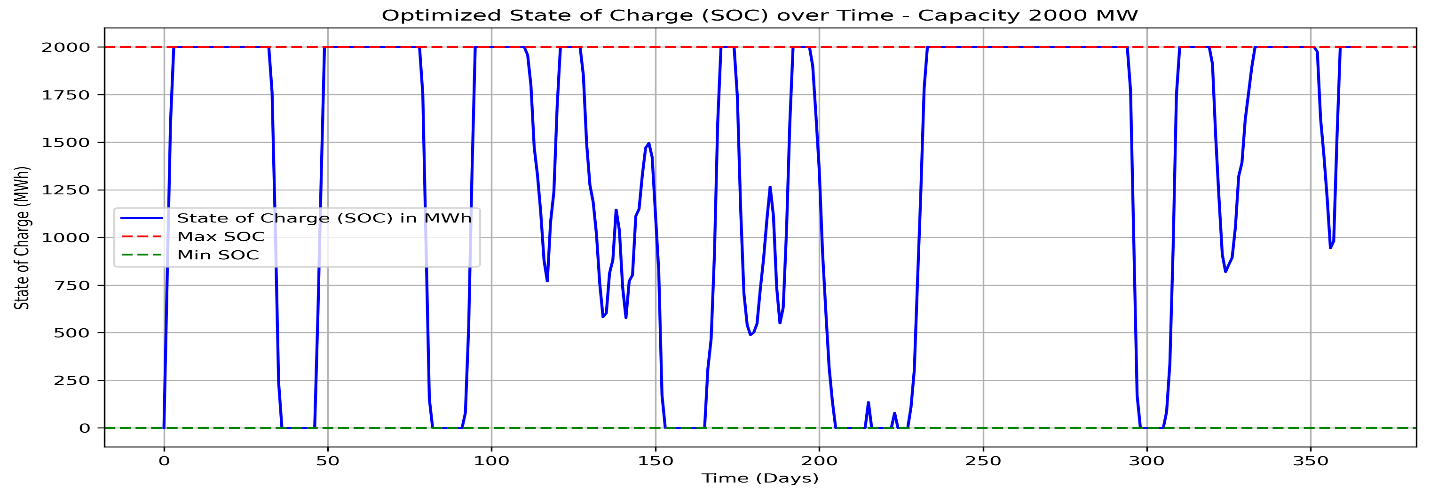 Optimized State of Charge (SOC) over Time - Capacity 2000 MW
State of Charge (MWh)
2000
1750
1500
1250
1000
750
500
250
0
State of Charge (SOC) in MWh
Max SOC
Min SOC
0 50 100 150 200 250 300 350
Time (Days)